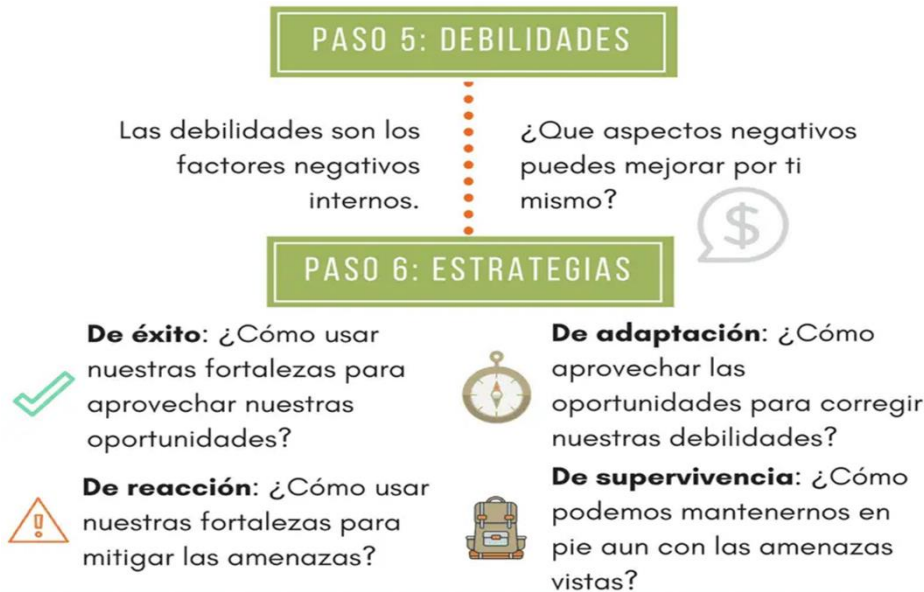 PASO 5: DEBILIDADES
Las debilidades son los
factores negativos
internos.
¿Que aspectos negativos
puedes mejorar por ti
mismo?
$
PASO 6: ESTRATEGIAS
De éxito: ¿Cómo usar
nuestras fortalezas para
aprovechar nuestras
oportunidades?
De adaptación: ¿Cómo
aprovechar las
oportunidades para corregir
nuestras debilidades?
De reacción: ¿Cómo usar
nuestras fortalezas para
mitigar las amenazas?
De supervivencia: ¿Cómo
podemos mantenernos en
pie aun con las amenazas
vistas?